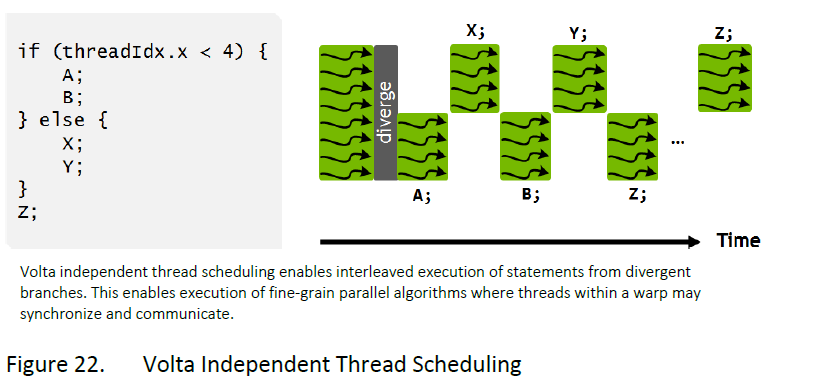 if (threadIdx.x < 4) {
A;
B;
} else {
X;
Y;
}
Z;
diverge
X;
Y;
Z;
A;
B;
Z;
...
Time
Volta independent thread scheduling enables interleaved execution of statements from divergent
branches. This enables execution of fine-grain parallel algorithms where threads within a warp may
synchronize and communicate.
Figure 22. Volta Independent Thread Scheduling